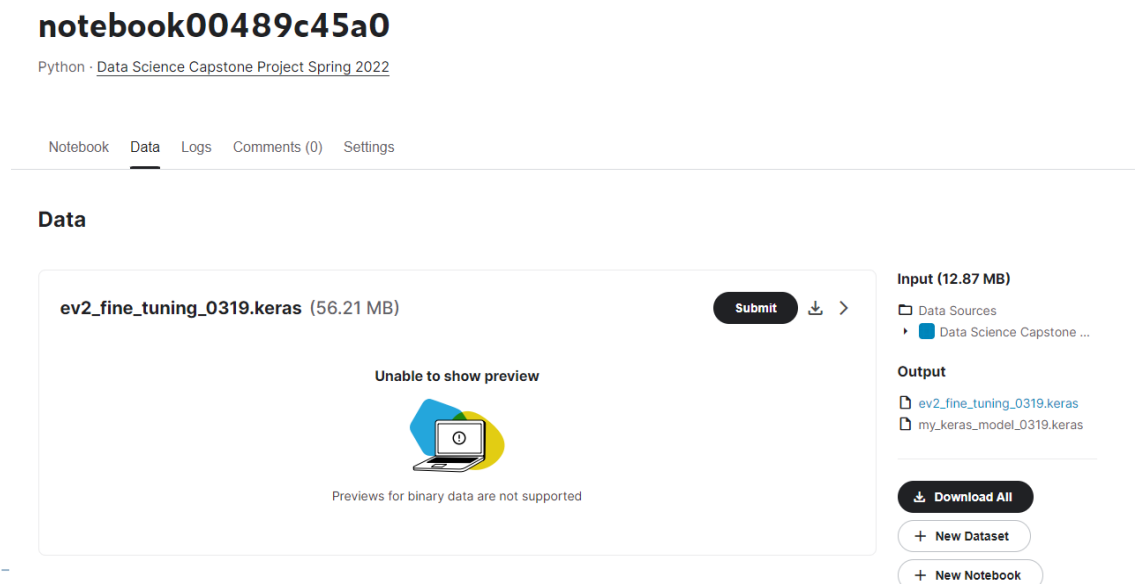 notebook00489c45a0
Python · Data Science Capstone Project Spring 2022
Notebook Data Logs Comments (0) Settings
Data
ev2_fine_tuning_0319.keras (56.21 MB)
Submit
Unable to show preview
Previews for binary data are not supported
Input (12.87 MB)
Data Sources
Data Science Capstone ...
Output
ev2_fine_tuning_0319.keras
my_keras_model_0319.keras
Download All
New Dataset
New Notebook